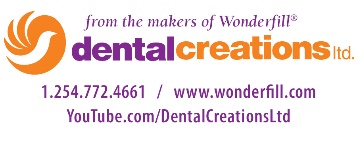 from the makers of Wonderfill®
dentalcreations ltd.
1.254.772.4661 / www.wonderfill.com
YouTube.com/DentalCreationsLtd